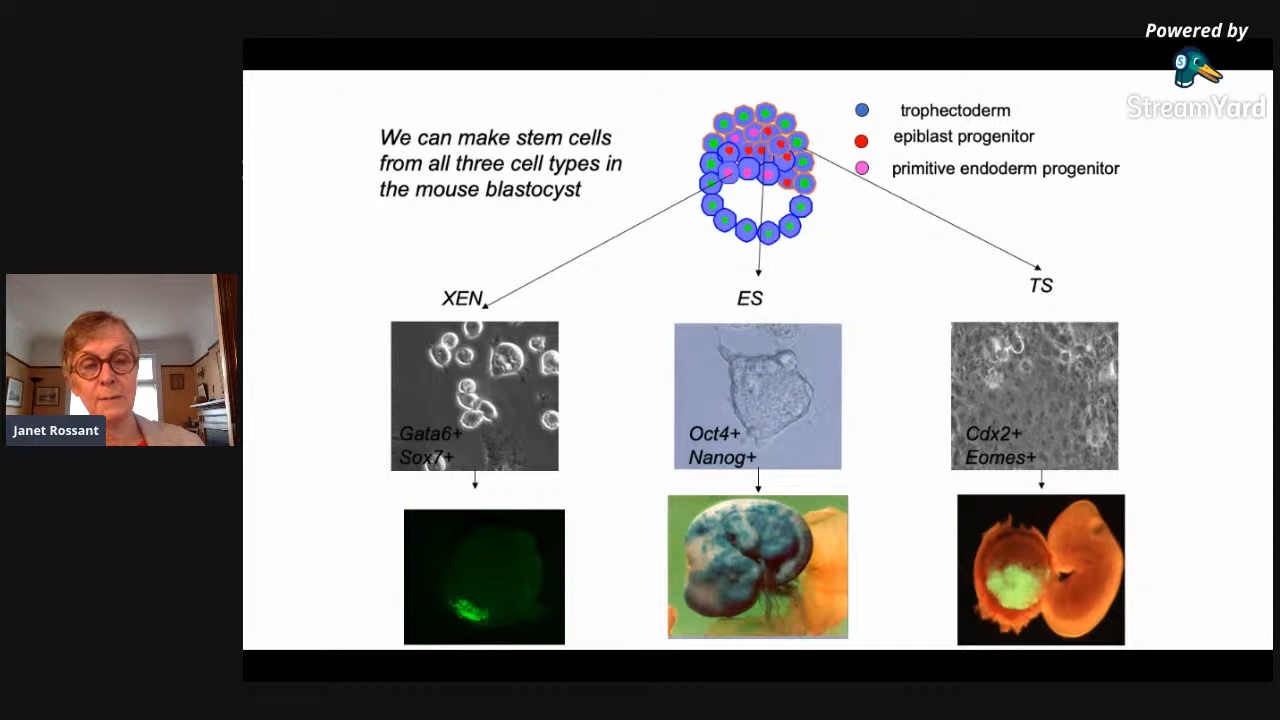 Powered by
StreamYard
We can make stem cells
from all three cell types in
the mouse blastocyst
trophectoderm
epiblast progenitor
primitive endoderm progenitor
XEN
ES
TS
Gata6+
Sox7+
Oct4+
Nanog+
Cdx2+
Eomes+
Janet Rossant